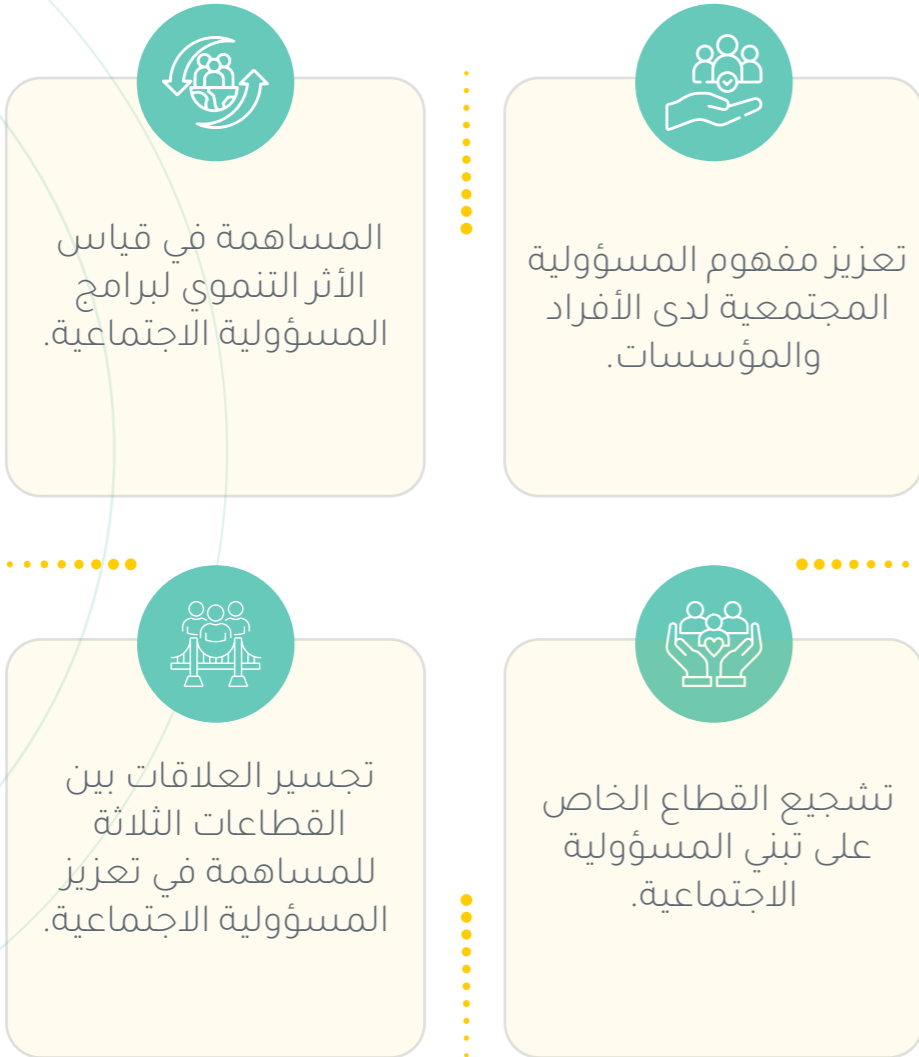 تعزيز مفهوم المسؤولية
المجتمعية لدى الأفراد
والمؤسسات.
المساهمة في قياس
الأثر التنموي لبرامج
المسؤولية الاجتماعية.
تشجيع القطاع الخاص
على تبني المسؤولية
الاجتماعية.
تجسير العلاقات بين
القطاعات الثلاثة
للمساهمة في تعزيز
المسؤولية الاجتماعية.